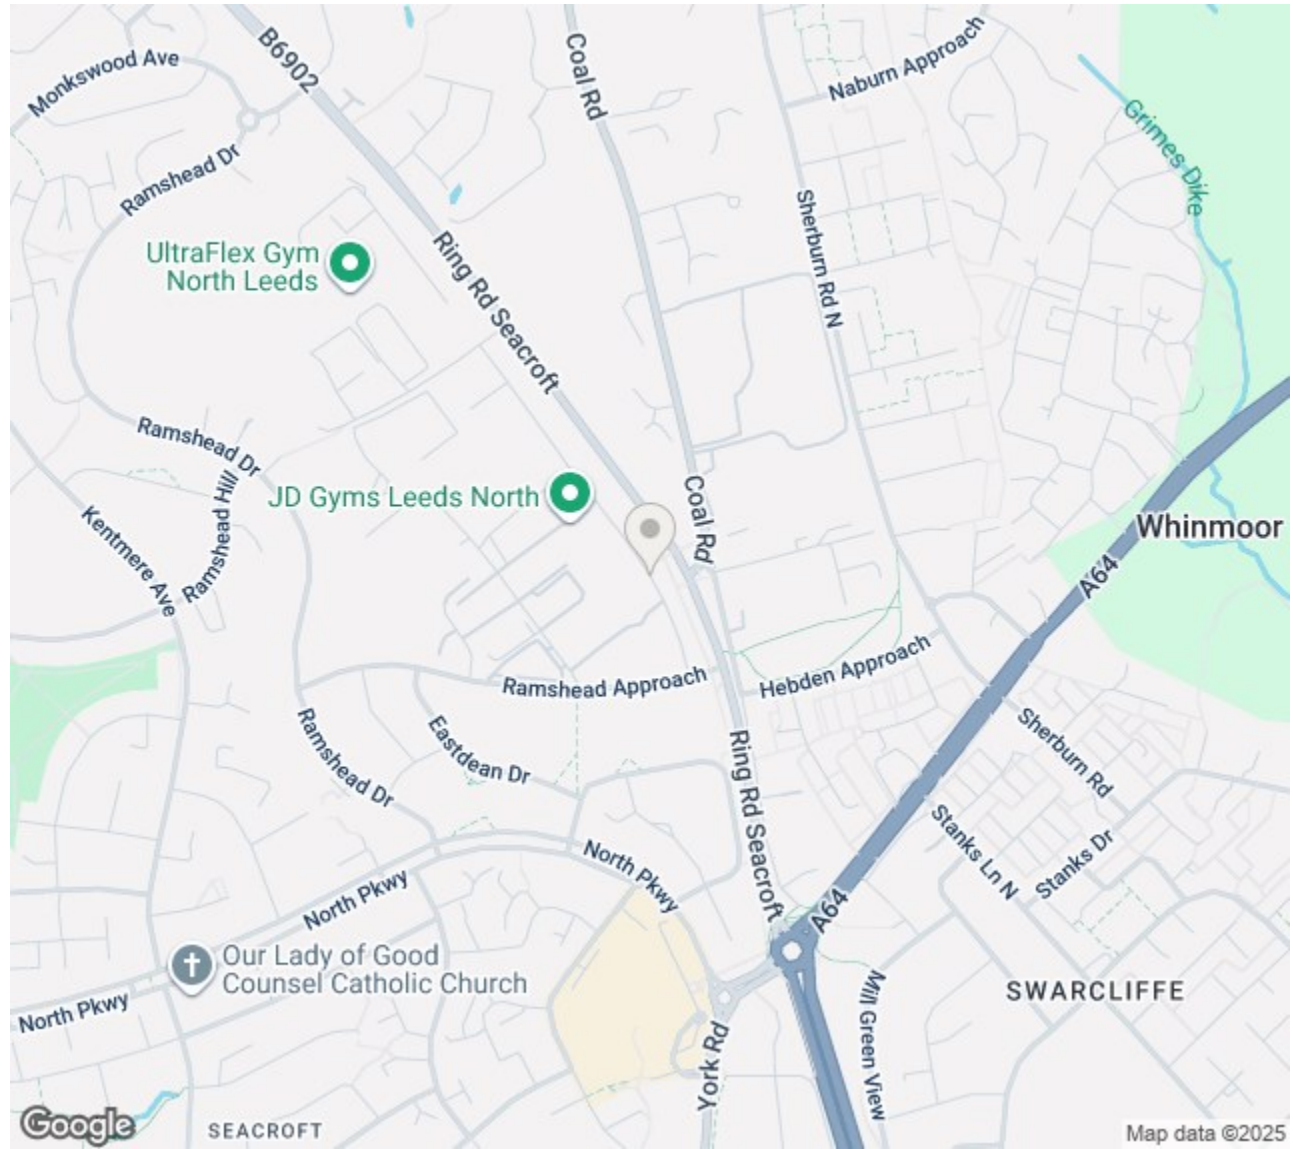 B6902
Coal Rd
Monkswood Ave
Naburn Approach
Grimes Dike
Ramshead Dr
Sherburn Rd N
UltraFlex Gym
North Leeds
Ring Rd Seacroft
Ramshead Dr
Ramshead Hill
JD Gyms Leeds North
Coal Rd
Kentmere Ave
Whinmoor
A64
Hebden Approach
Ramshead Approach
Ramshead Dr
Eastdean Dr
Ring Rd Seacroft
Sherburn Rd
Stanks Ln N
Stanks Dr
North Pkwy
North Pkwy
A64
Our Lady of Good
Counsel Catholic Church
North Pkwy
SWARCLIFFE
Mill Green View
York Rd
Google
SEACROFT
Map data ©2025